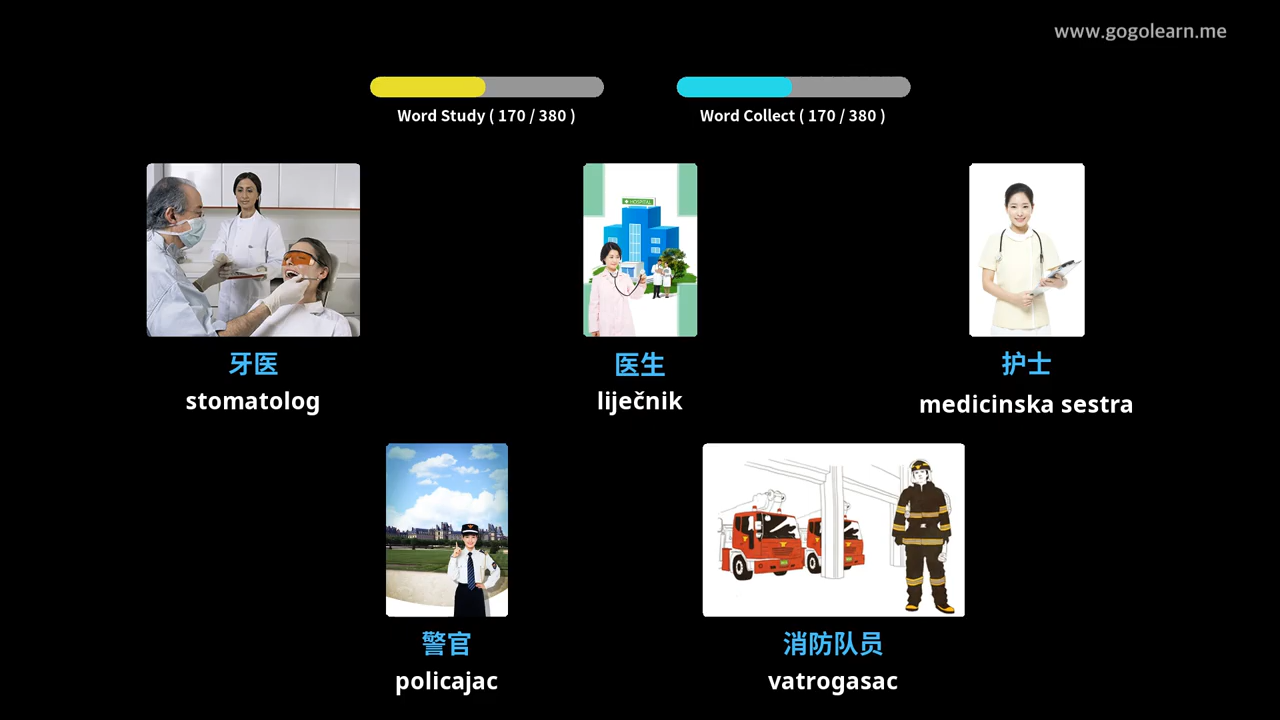 www.gogolearn.me
Word Study ( 170 / 380 )
Word Collect ( 170 / 380 )
HOSPITAL
牙医
stomatolog
医生
liječnik
护士
medicinska sestra
警官
policajac
消防队员
vatrogasac